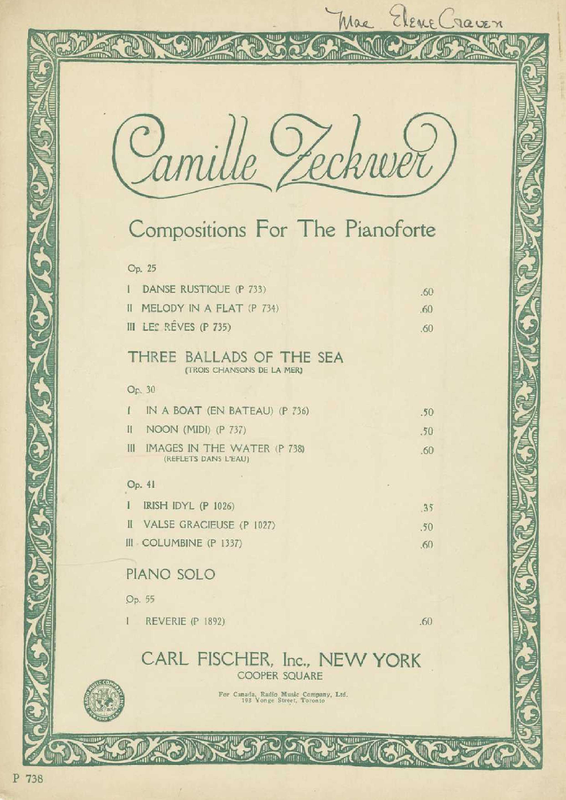 Mae Elene Craven
Camille Zeckwer
Compositions For The Pianoforte
Op. 25
I DANSE RUSTIQUE (P 733) .60
II MELODY IN A FLAT (P 734) .60
III LES RÉVES (P 735) .60
THREE BALLADS OF THE SEA
(TROIS CHANSONS DE LA MER)
Op. 30
I IN A BOAT (EN BATEAU) (P 736) .50
II NOON (MIDI) (P 737) .50
III IMAGES IN THE WATER (P 738) .60
(REFLETS DANS L'EAU)
Op. 41
I IRISH IDYL (P 1026) .35
II VALSE GRACIEUSE (P 1027) .50
III COLUMBINE (P 1337) .60
PIANO SOLO
Op. 55
I REVERIE (P 1892) .60
CARL FISCHER, Inc., NEW YORK
COOPER SQUARE
For Canada, Radio Music Company, Ltd.
193 Yonge Street, Toronto
P 738